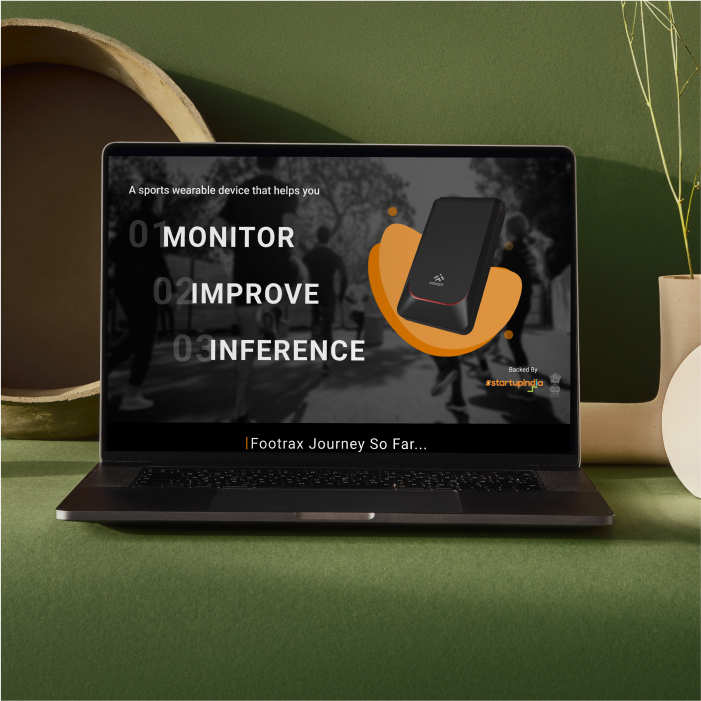 A sports wearable device that helps you
01 MONITOR
02 IMPROVE
03 INFERENCE
Backed By
#startupindia
Footrax Journey So Far...